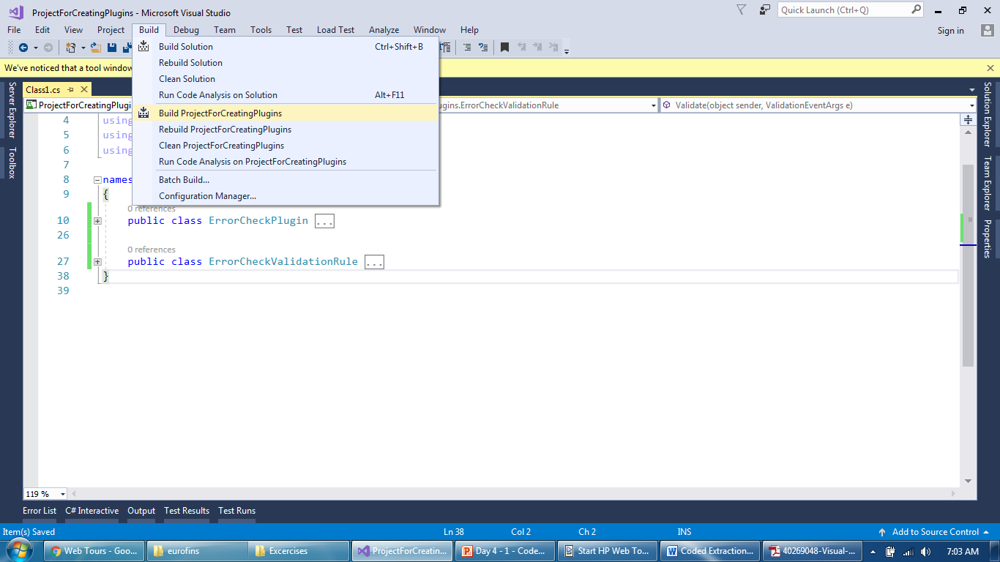 ProjectForCreatingPlugins - Microsoft Visual Studio
Quick Launch (Ctrl+Q)
File Edit View Project Build Debug Team Tools Test Load Test Analyze Window Help
Sign in
Build Solution Ctrl+Shift+B
Rebuild Solution
Clean Solution
Run Code Analysis on Solution Alt+F11
Build ProjectForCreatingPlugins
Rebuild ProjectForCreatingPlugins
Clean ProjectForCreatingPlugins
Run Code Analysis on ProjectForCreatingPlugins
Batch Build...
Configuration Manager...
We've noticed that a tool window
Server Explorer
Toolbox
Class1.cs
ProjectForCreatingPlugi
ugins.ErrorCheckValidationRule
Validate(object sender, ValidationEventArgs e)
Solution Explorer
Team Explorer
Properties
4 using
5 using
6 using
7
8 names
9 {
0 references
10 public class ErrorCheckPlugin ...
26
0 references
27 public class ErrorCheckValidationRule ...
38 }
39
119 %
Error List C# Interactive Output Test Results Test Runs
Item(s) Saved Ln 38 Col 2 Ch 2 INS Add to Source Control
Web Tours - Goo...
eurofins
Excercises
ProjectForCreatin...
Day 4 - 1 - Code...
Start HP Web To...
Coded Extraction...
40269048-Visual-...
7:03 AM